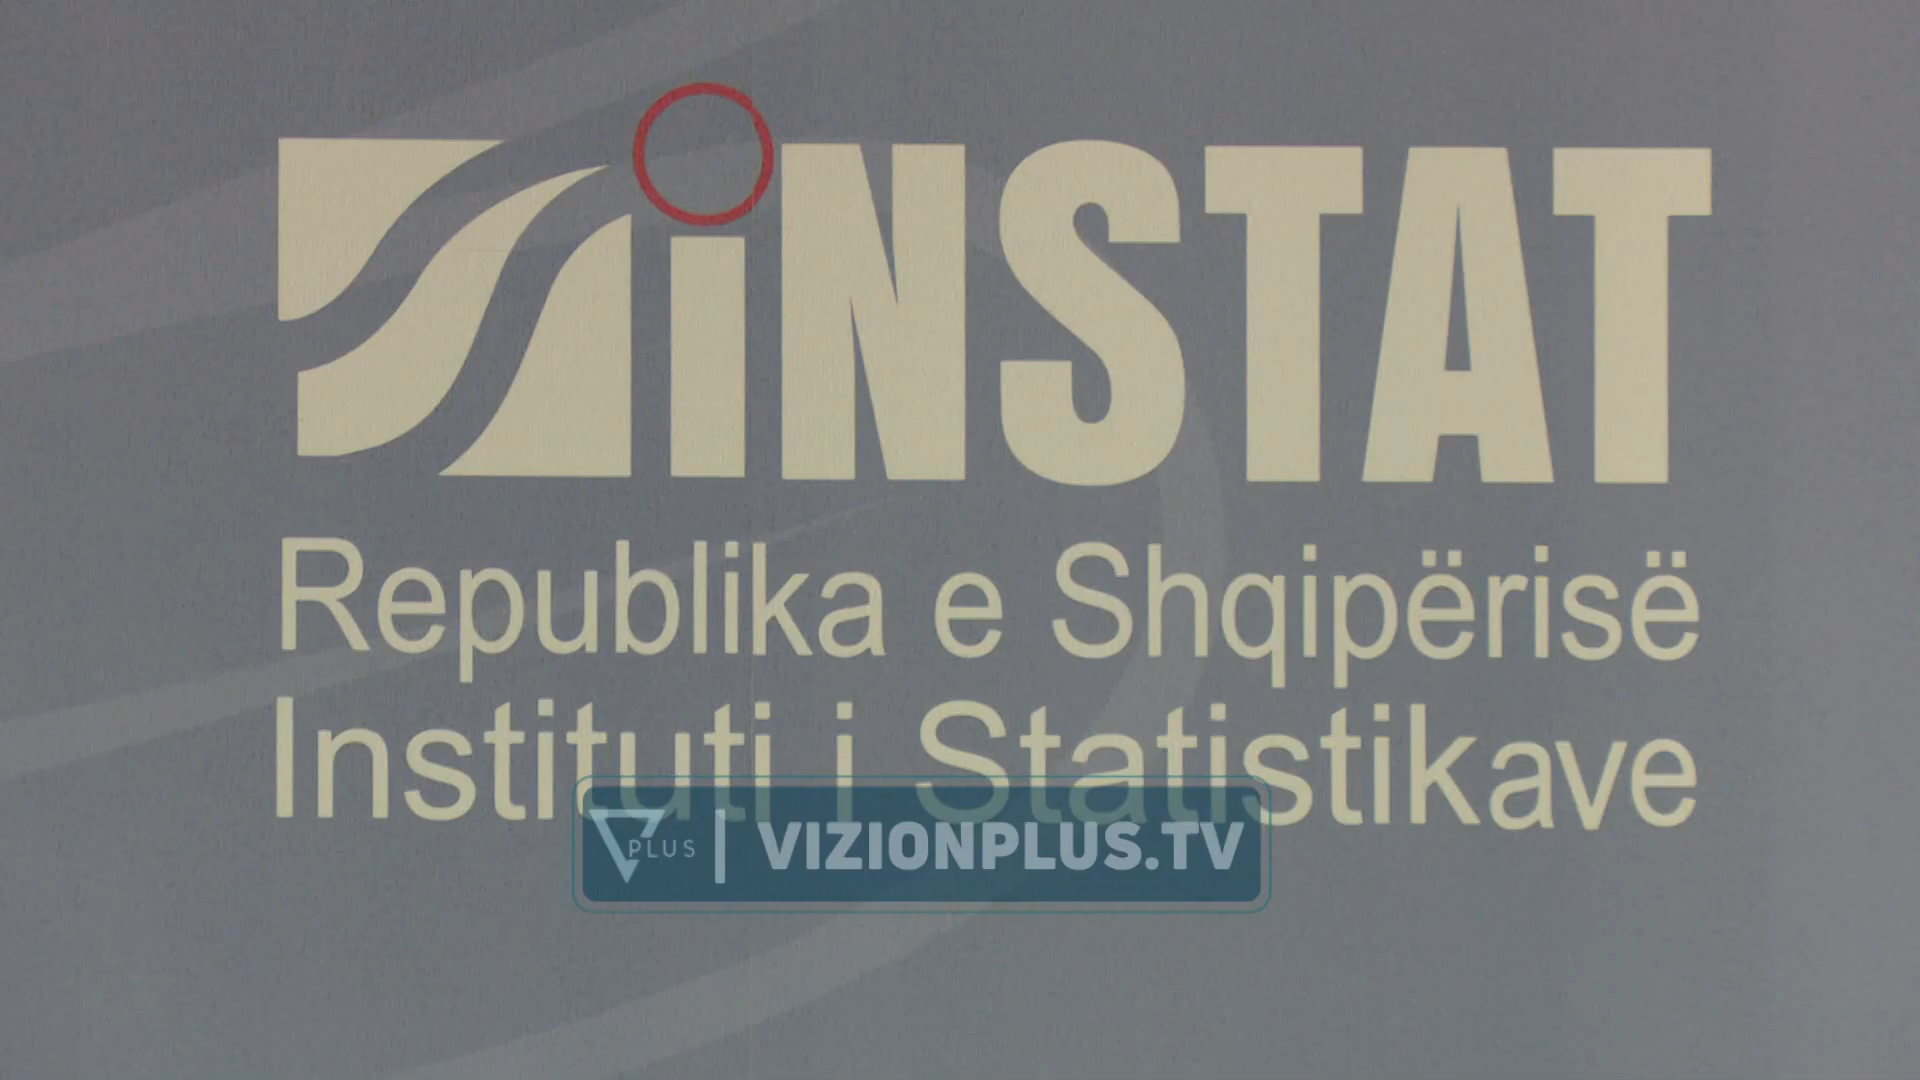 iNSTAT
Republika e Shqipërisë
Instituti i Statistikave
PLUS | VIZIONPLUS.TV